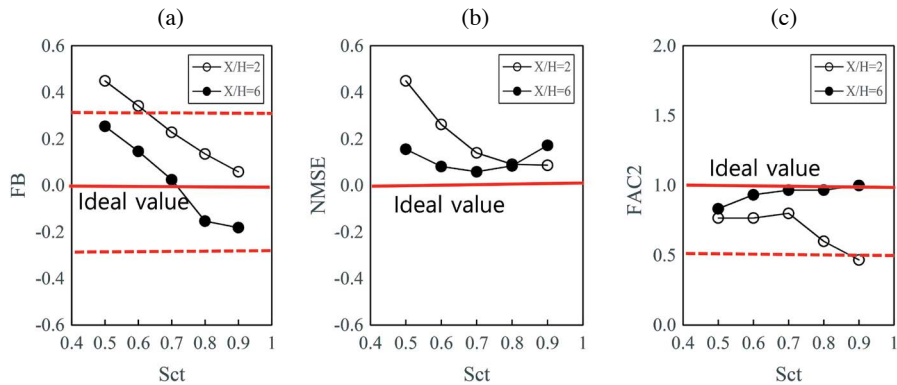 (a)
0.6
0.4
0.2
0.0
-0.2
-0.4
-0.6
FB
X/H=2
X/H=6
Ideal value
0.4 0.5 0.6 0.7 0.8 0.9 1
Sct
(b)
0.6
0.4
0.2
0.0
-0.2
-0.4
-0.6
NMSE
X/H=2
X/H=6
Ideal value
0.4 0.5 0.6 0.7 0.8 0.9 1
Sct
(c)
2.0
1.5
1.0
0.5
0.0
FAC2
X/H=2
X/H=6
Ideal value
0.4 0.5 0.6 0.7 0.8 0.9 1
Sct